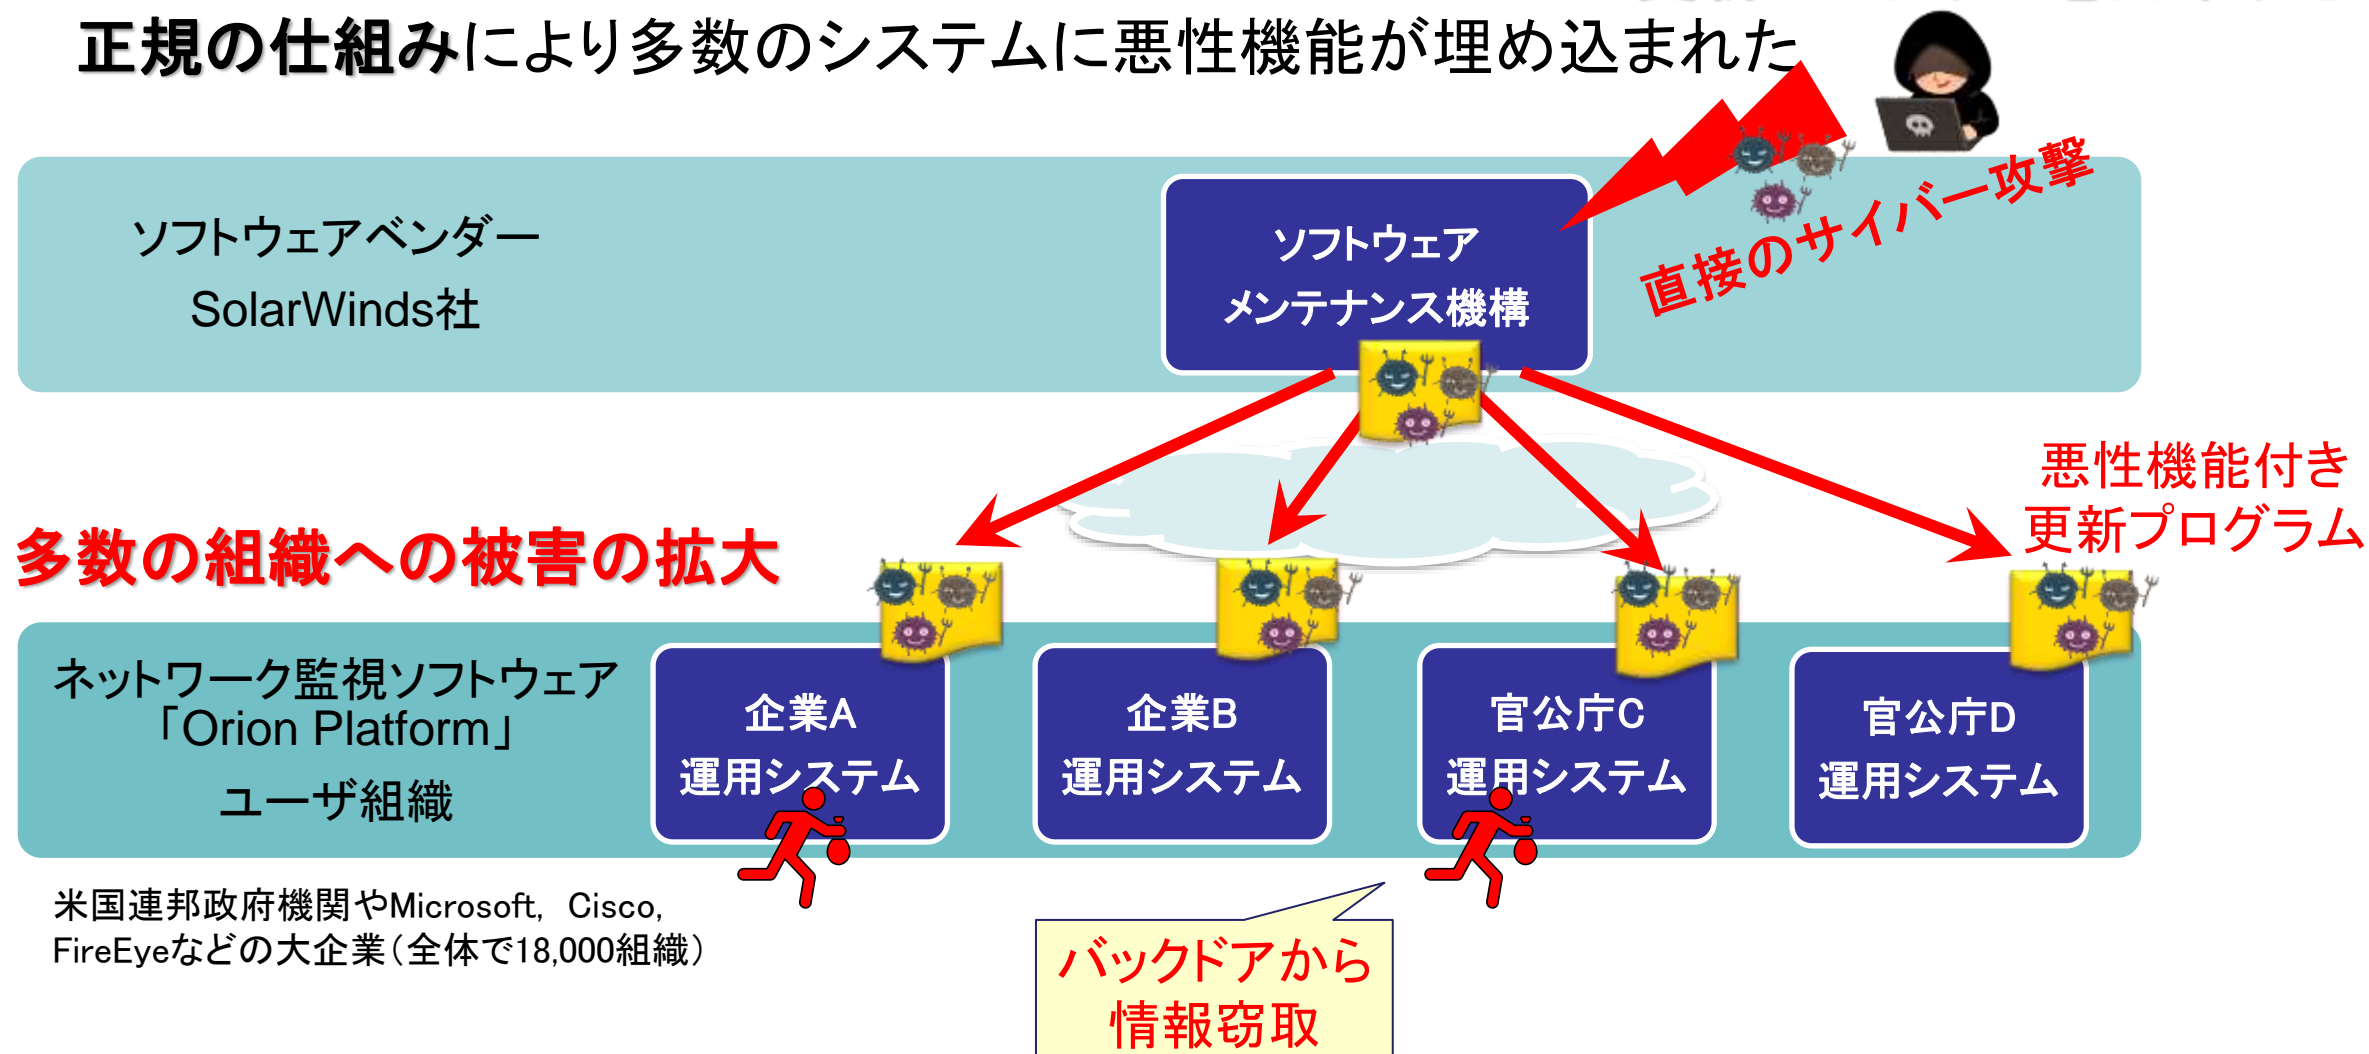 正規の仕組みにより多数のシステムに悪性機能が埋め込まれた
ソフトウェアベンダー
SolarWinds社
ソフトウェア
メンテナンス機構
直接のサイバー攻撃
悪性機能付き
更新プログラム
多数の組織への被害の拡大
ネットワーク監視ソフトウェア
「Orion Platform」
ユーザ組織
企業A
運用システム
企業B
運用システム
官公庁C
運用システム
官公庁D
運用システム
米国連邦政府機関やMicrosoft, Cisco,
FireEyeなどの大企業（全体で18,000組織）
バックドアから
情報窃取